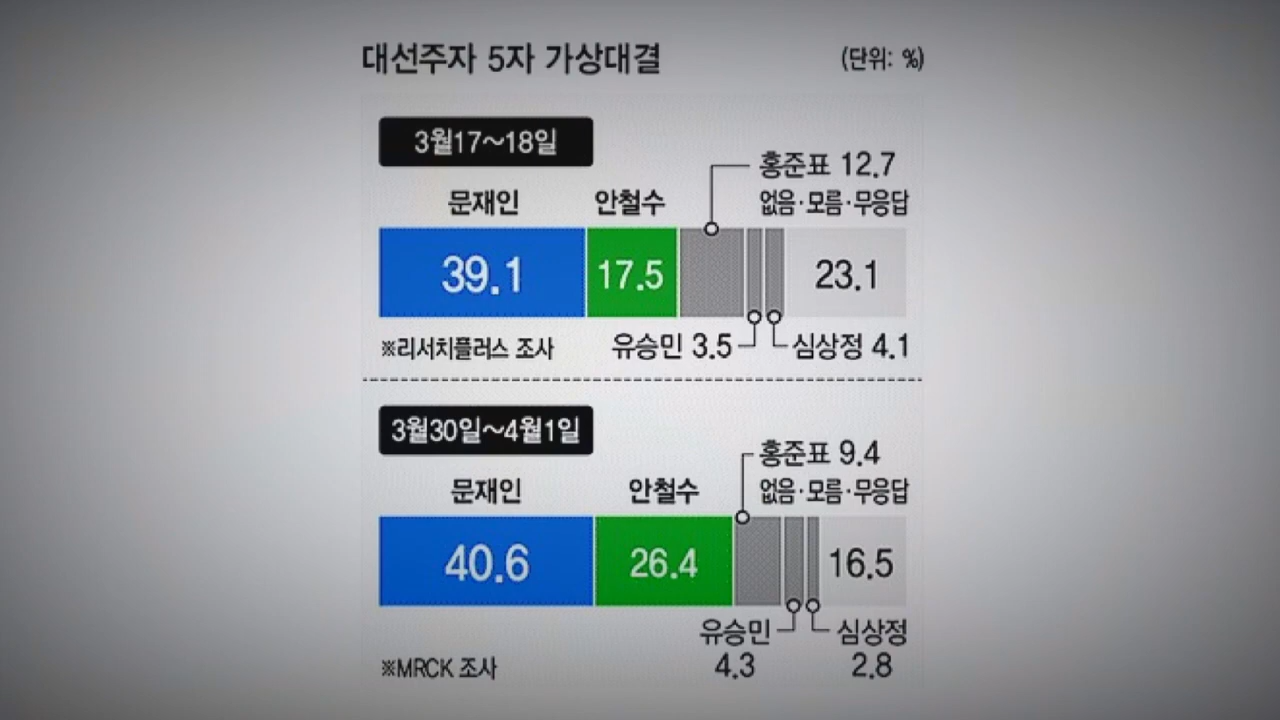 대선주자 5자 가상대결 (단위: %)
3월17~18일
홍준표 12.7
문재인 안철수 없음·모름·무응답
39.1 17.5 23.1
※리서치플러스 조사 유승민 3.5 심상정 4.1
3월30일~4월1일
홍준표 9.4
문재인 안철수 없음·모름·무응답
40.6 26.4 16.5
유승민 심상정
※MRCK 조사 4.3 2.8